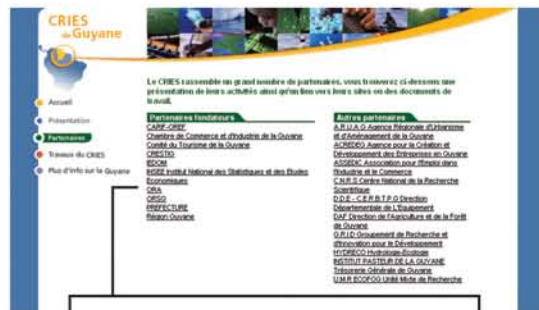 CRIES
de Guyane
Le CRIES rassemble un grand nombre de partenaires, vous trouverez ci-dessous une
présentation de leurs activités ainsi qu'un lien vers leurs sites ou des documents de
travail.
Accueil
Présentation
Partenaires
Travaux du CRIES
Plus d'info sur la Guyane
Partenaires fondateurs
CARIF-OREF
Chambre de Commerce et d'Industrie de la Guyane
Comité du Tourisme de la Guyane
CRESTIG
IEDOM
INSEE Institut National des Statistiques et des Etudes
Economiques
ORA
ORSG
PREFECTURE
Région Guyane
Autres partenaires
A.R.U.A.G Agence Régionale d'Urbanisme
et d'Aménagement de la Guyane
ACREDEG Agence pour la Création et
Développement des Entreprises en Guyane
ASSEDIC Association pour l'Emploi dans
l'Industrie et le Commerce
C.N.R.S Centre National de la Recherche
Scientifique
D.D.E - C.E.R.B.T.P.G Direction
Départementale de L'Equipement
DAF Direction de l'Agriculture et de la Forêt
de Guyane
G.R.I.D Groupement de Recherche et
d'Innovation pour le Développement
HYDRECO Hydrologie-Ecologie
INSTITUT PASTEUR DE LA GUYANE
Trésorerie Générale de Guyane
U.M.R ECOFOG Unité Mixte de Recherche